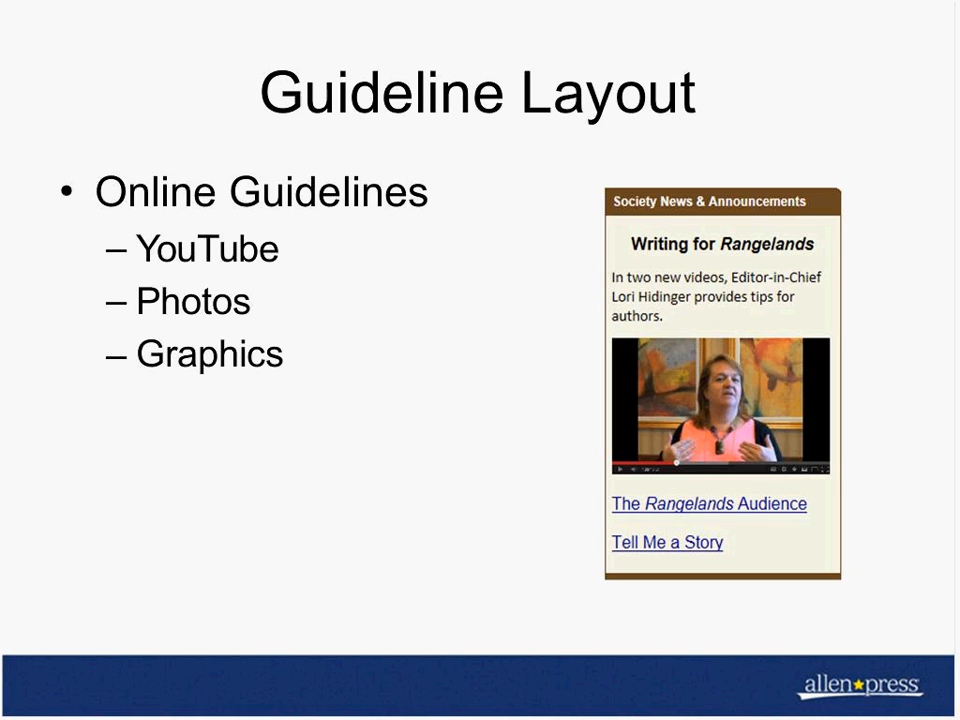 Guideline Layout
• Online Guidelines
– YouTube
– Photos
– Graphics
Society News & Announcements
Writing for Rangelands
In two new videos, Editor-in-Chief
Lori Hidinger provides tips for
authors.
The Rangelands Audience
Tell Me a Story
allen press